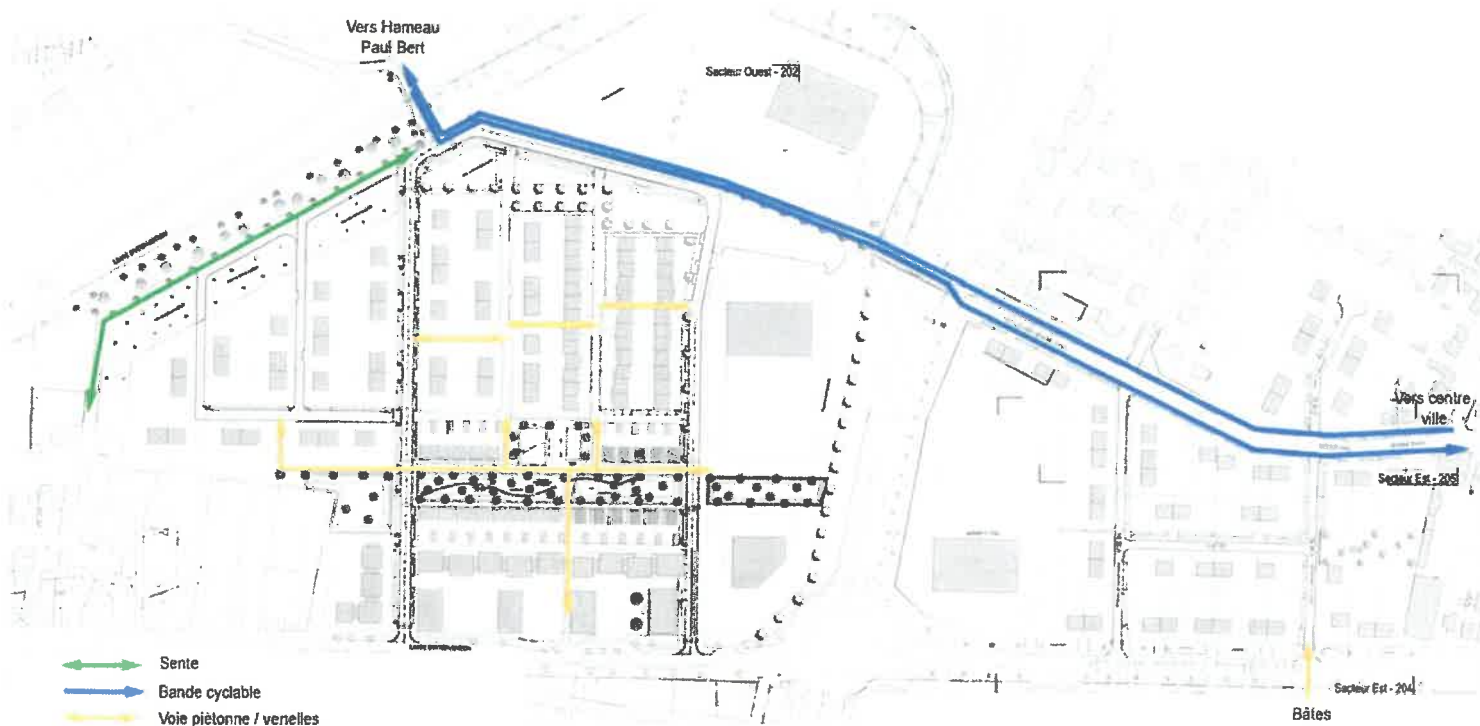 Vers Hameau
Paul Bert
Secteur Ouest - 202
Vers centre
ville
Secteur Est - 205
Secteur Est - 204
Bâtes
Sente
Bande cyclable
Voie piètonne / venelles